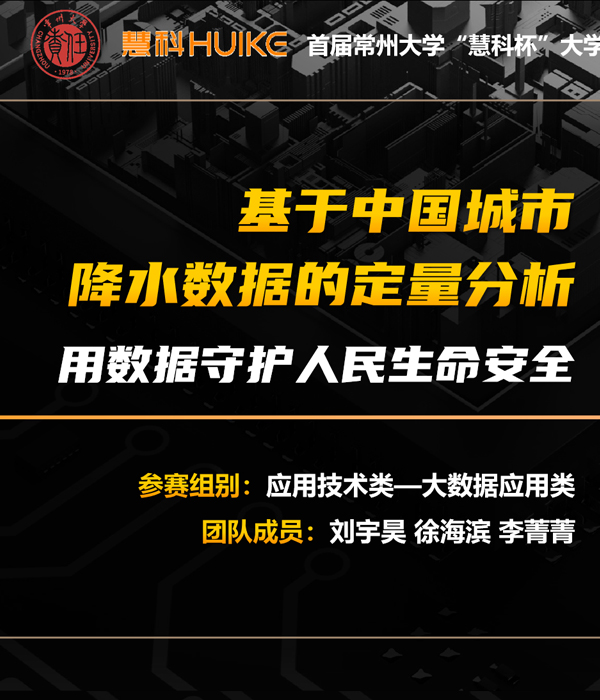 慧科HUIKE 首届常州大学“慧科杯”大学
基于中国城市
降水数据的定量分析
用数据守护人民生命安全
参赛组别：应用技术类—大数据应用类
团队成员：刘宇昊 徐海滨 李菁菁